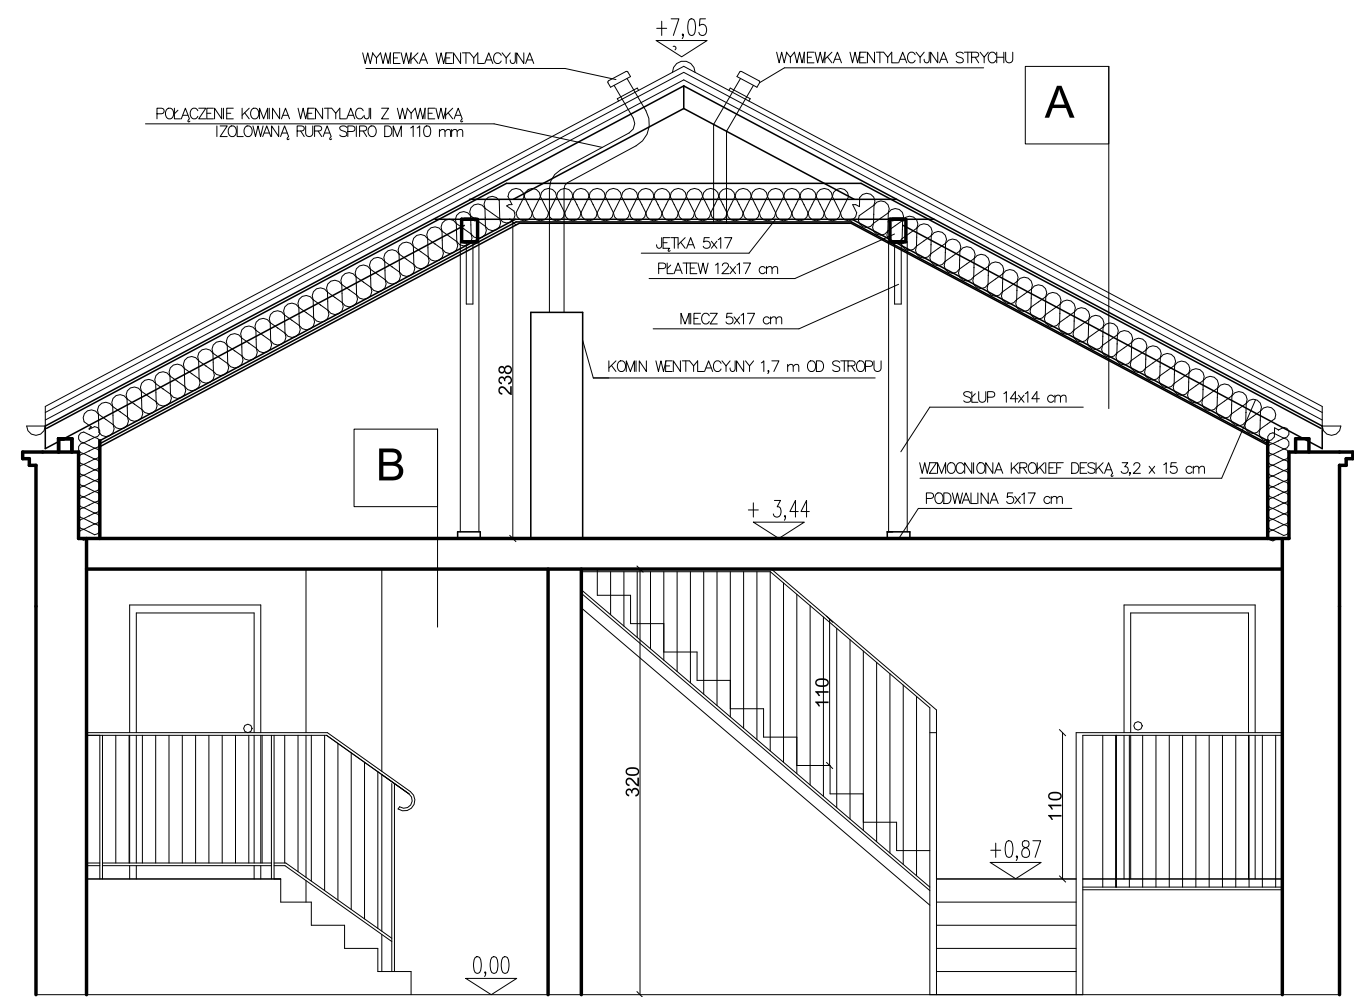 +7,05
WYWIEWKA WENTYLACYJNA
WYWIEWKA WENTYLACYJNA STRYCHU
A
POŁĄCZENIE KOMINA WENTYLACJI Z WYWIEWKĄ
IZOLOWANĄ RURĄ SPIRO DM 110 mm
JĘTKA 5x17
PŁATEW 12x17 cm
MIECZ 5x17 cm
KOMIN WENTYLACYJNY 1,7 m OD STROPU
238
SŁUP 14x14 cm
B
WZMOCNIONA KROKIEF DESKĄ 3,2 x 15 cm
PODWALINA 5x17 cm
+ 3,44
110
320
110
+0,87
0,00